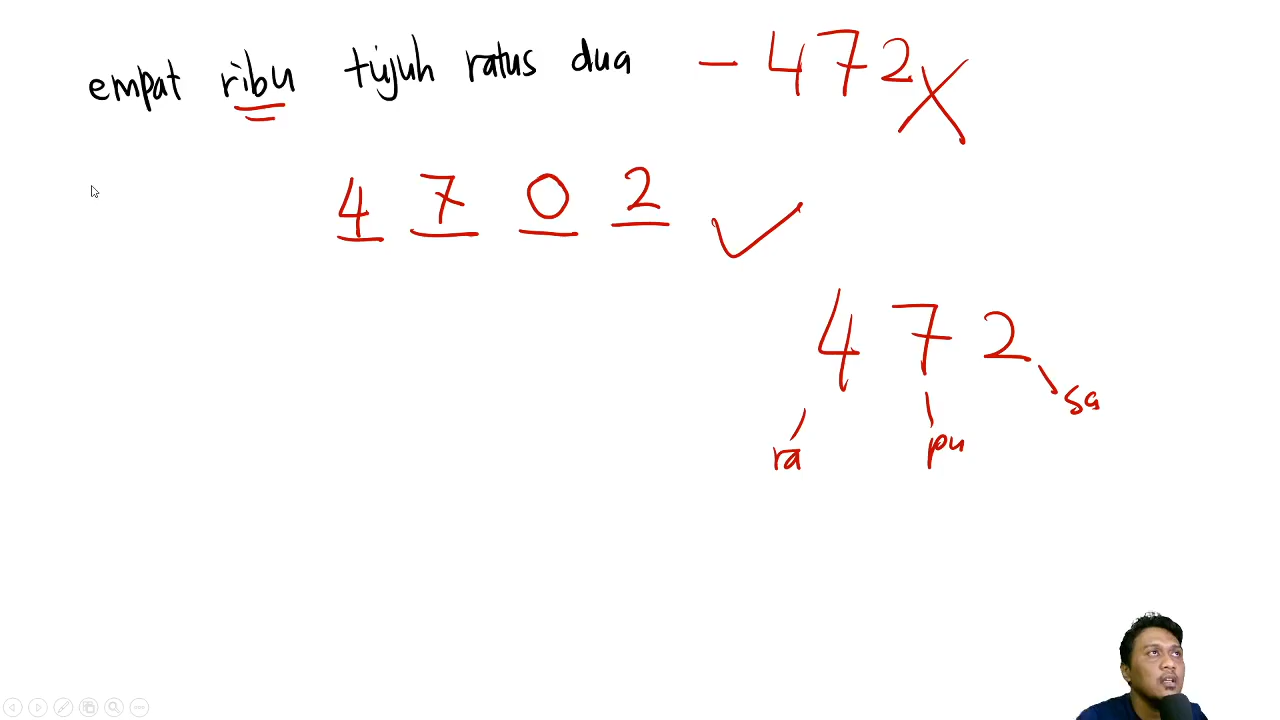 empat ribu tujuh ratus dua - 472
4 7 0 2
4 7 2
sa
ra pu